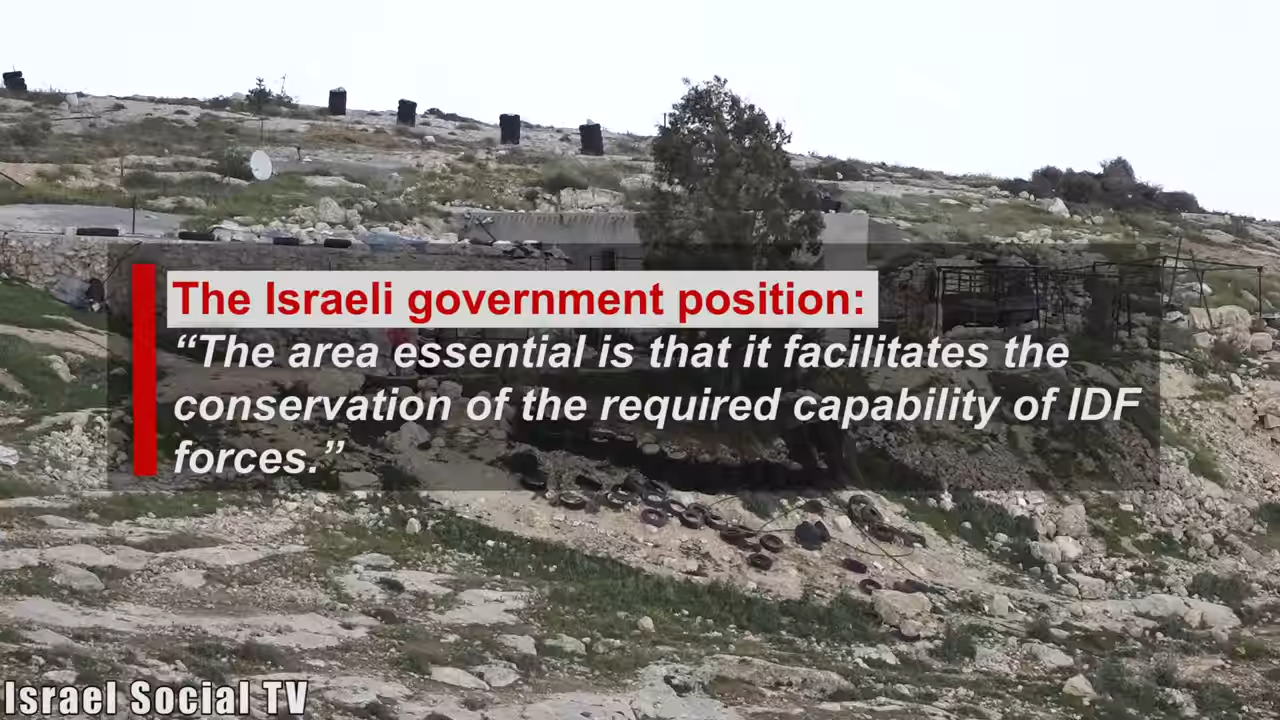 The Israeli government position:
“The area essential is that it facilitates the
conservation of the required capability of IDF
forces.”
Israel Social TV